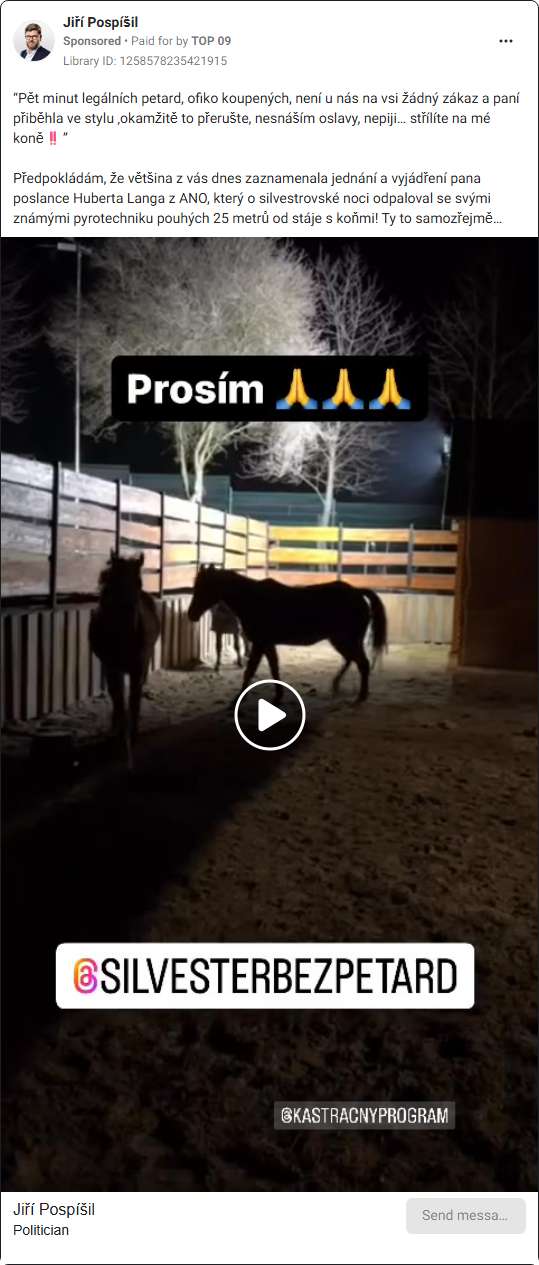 Jiří Pospíšil
Sponsored • Paid for by TOP 09
Library ID: 1258578235421915
“Pět minut legálních petard, ofiko koupených, není u nás na vsi žádný zákaz a paní
přiběhla ve stylu ‚okamžitě to přerušte, nesnáším oslavy, nepiji… střílíte na mé
koně‼️ ”
Předpokládám, že většina z vás dnes zaznamenala jednání a vyjádření pana
poslance Huberta Langa z ANO, který o silvestrovské noci odpaloval se svými
známými pyrotechniku pouhých 25 metrů od stáje s koňmi! Ty to samozřejmě…
Prosím 🙏🙏🙏
@SILVESTERBEZPETARD
@KASTRACNYPROGRAM
Jiří Pospíšil
Politician
Send messa…